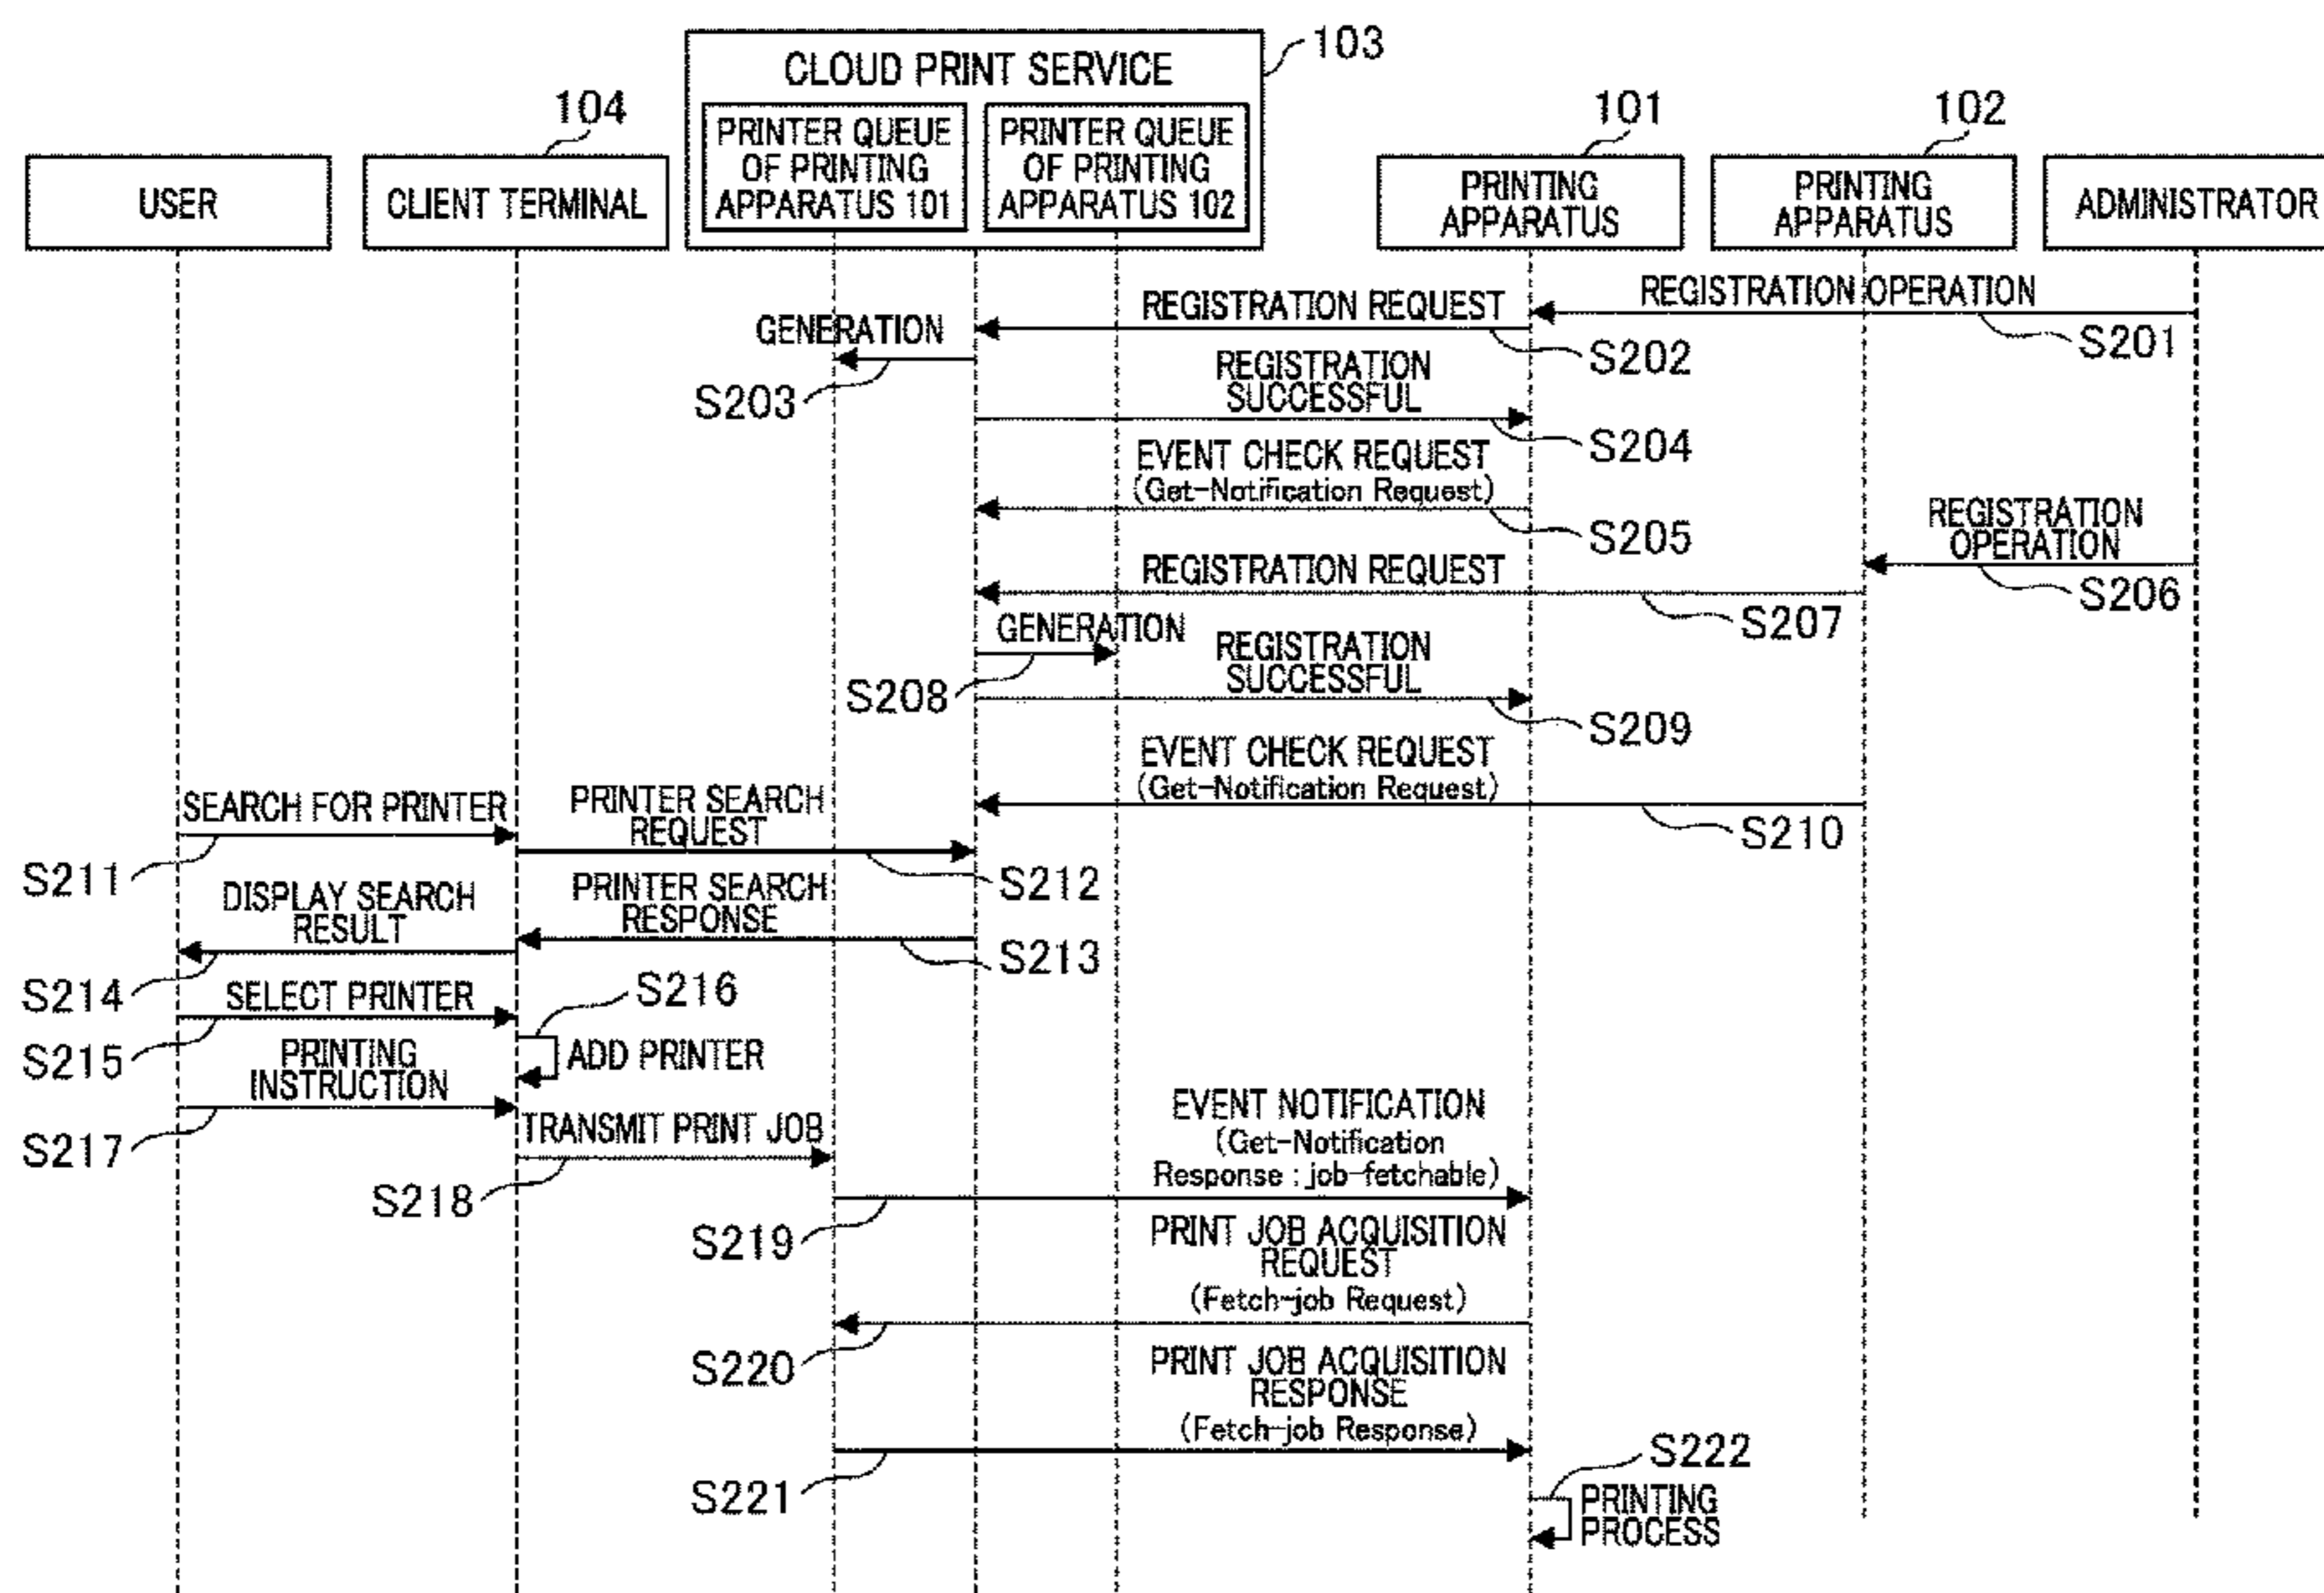 103
CLOUD PRINT SERVICE
104
101
102
PRINTER QUEUE
OF PRINTING
APPARATUS 101
PRINTER QUEUE
OF PRINTING
APPARATUS 102
USER
CLIENT TERMINAL
PRINTING
APPARATUS
PRINTING
APPARATUS
ADMINISTRATOR
REGISTRATION OPERATION
S201
REGISTRATION REQUEST
S202
GENERATION
S203
REGISTRATION
SUCCESSFUL
S204
EVENT CHECK REQUEST
(Get-Notification Request)
S205
REGISTRATION
OPERATION
S206
REGISTRATION REQUEST
S207
GENERATION
S208
REGISTRATION
SUCCESSFUL
S209
EVENT CHECK REQUEST
(Get-Notification Request)
S210
SEARCH FOR PRINTER
S211
PRINTER SEARCH
REQUEST
S212
PRINTER SEARCH
RESPONSE
S213
DISPLAY SEARCH
RESULT
S214
SELECT PRINTER
S215
S216
ADD PRINTER
PRINTING
INSTRUCTION
S217
TRANSMIT PRINT JOB
S218
EVENT NOTIFICATION
(Get-Notification
Response : job-fetchable)
S219
PRINT JOB ACQUISITION
REQUEST
(Fetch-job Request)
S220
PRINT JOB ACQUISITION
RESPONSE
(Fetch-job Response)
S221
S222
PRINTING
PROCESS